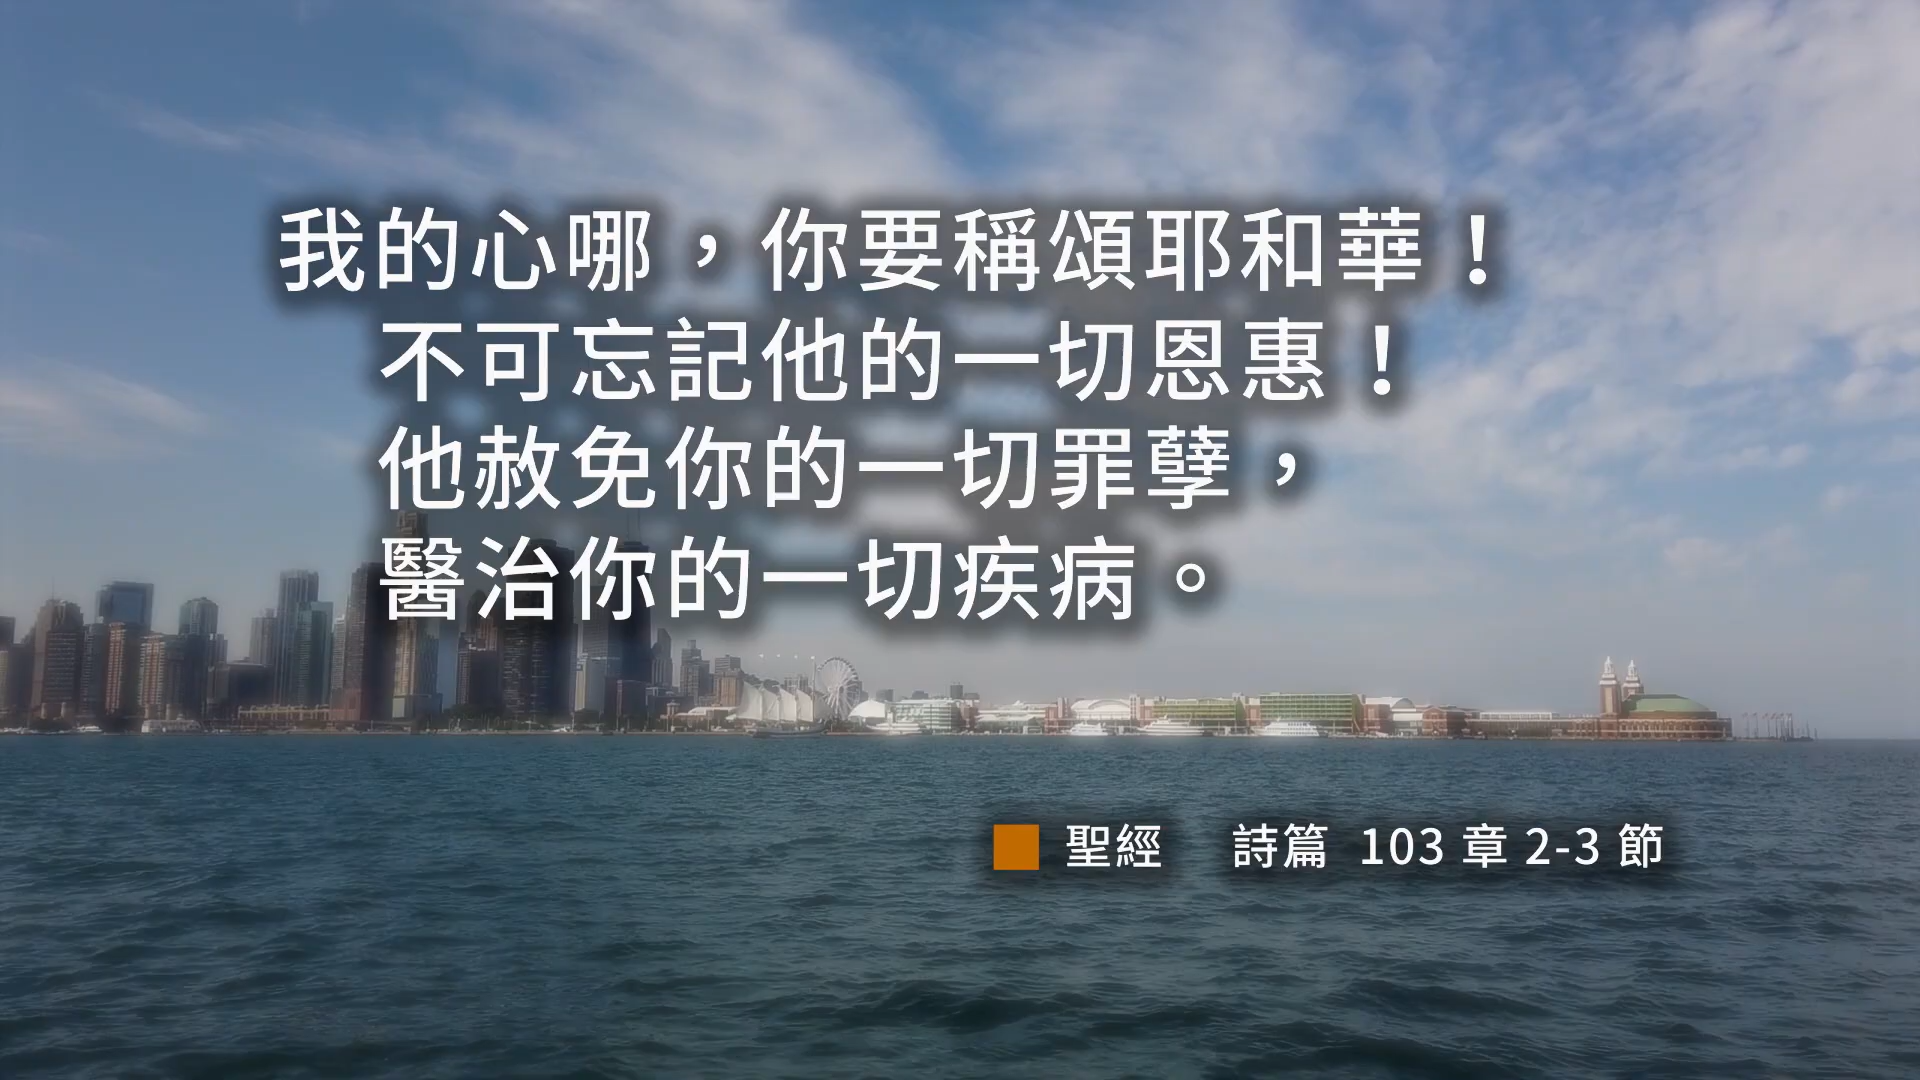 我的心哪，你要稱頌耶和華！
不可忘記他的一切恩惠！
他赦免你的一切罪孽，
醫治你的一切疾病。
聖經 詩篇 103 章 2-3 節